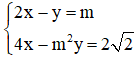 2x − y = m
4x − m²y = 2√2